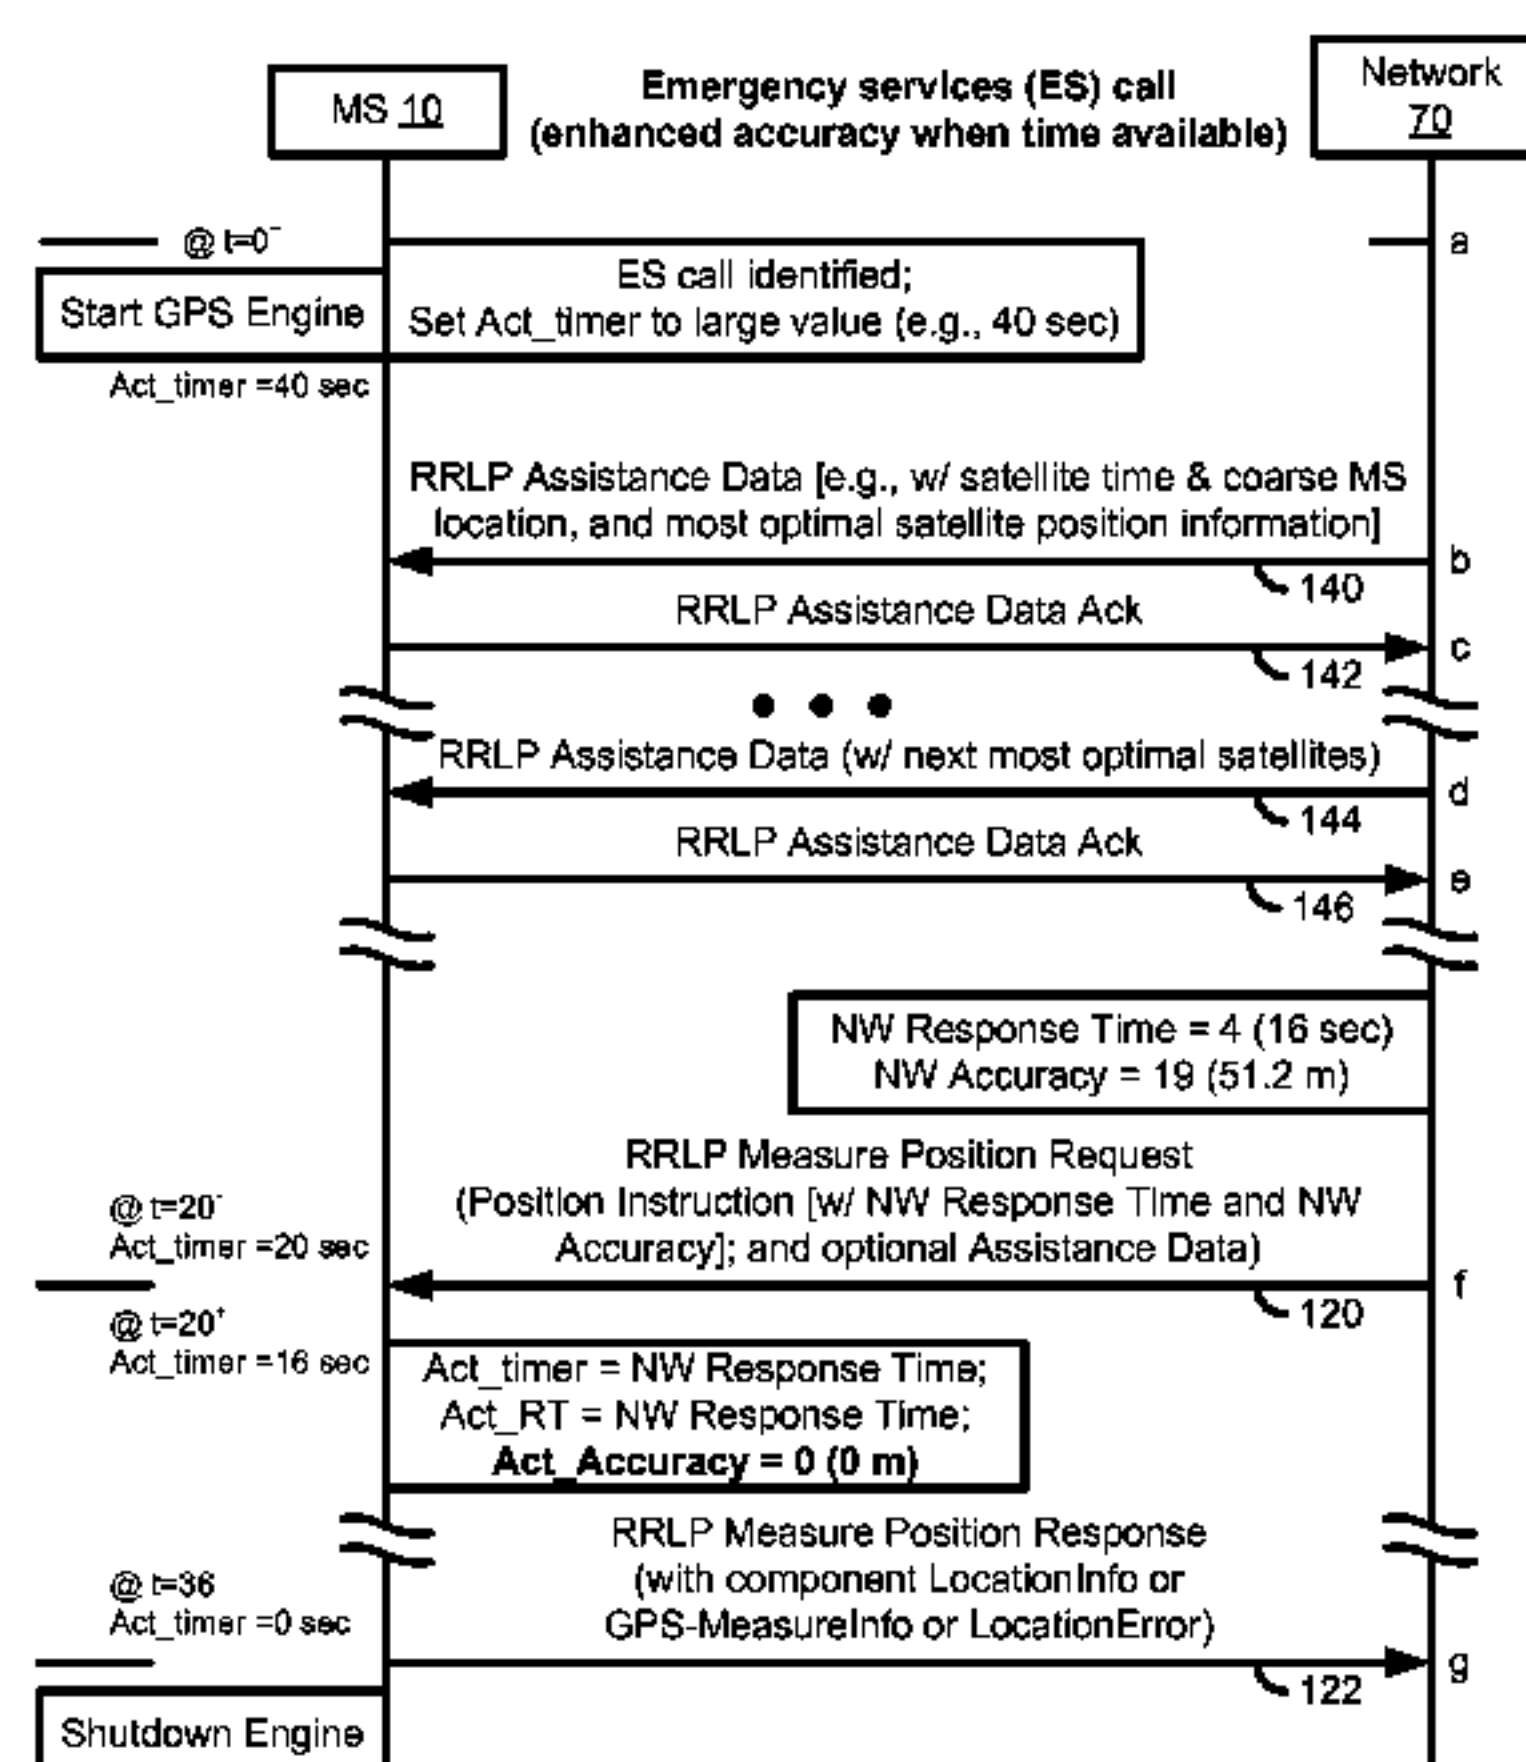 MS 10
Emergency services (ES) call
(enhanced accuracy when time available)
Network
70
@ t=0⁻
a
Start GPS Engine
ES call identified;
Set Act_timer to large value (e.g., 40 sec)
Act_timer =40 sec
RRLP Assistance Data [e.g., w/ satellite time & coarse MS
location, and most optimal satellite position information]
b
140
RRLP Assistance Data Ack
c
142
• • •
RRLP Assistance Data (w/ next most optimal satellites)
d
144
RRLP Assistance Data Ack
e
146
NW Response Time = 4 (16 sec)
NW Accuracy = 19 (51.2 m)
RRLP Measure Position Request
(Position Instruction [w/ NW Response Time and NW
Accuracy]; and optional Assistance Data)
@ t=20⁻
Act_timer =20 sec
f
120
@ t=20⁺
Act_timer =16 sec
Act_timer = NW Response Time;
Act_RT = NW Response Time;
Act_Accuracy = 0 (0 m)
RRLP Measure Position Response
(with component LocationInfo or
GPS-MeasureInfo or LocationError)
@ t=36
Act_timer =0 sec
g
122
Shutdown Engine